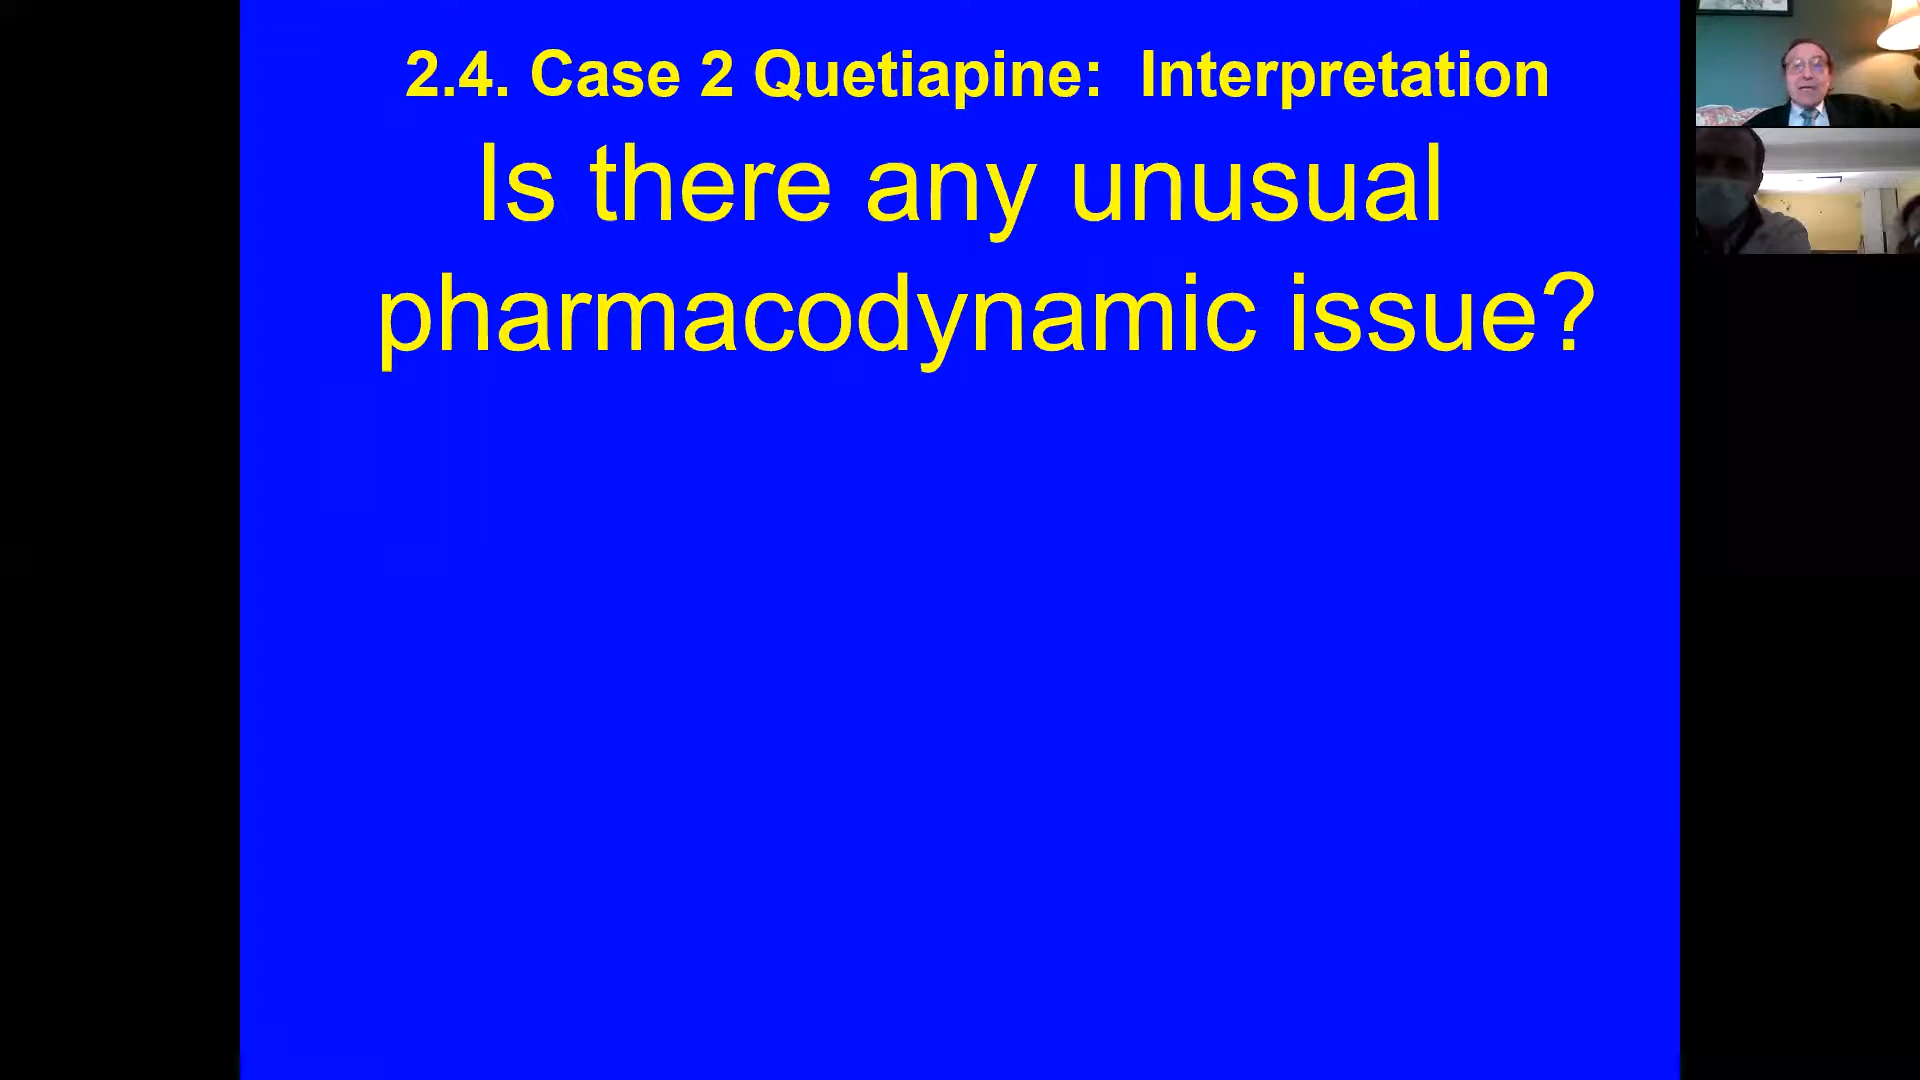 2.4. Case 2 Quetiapine: Interpretation
Is there any unusual
pharmacodynamic issue?